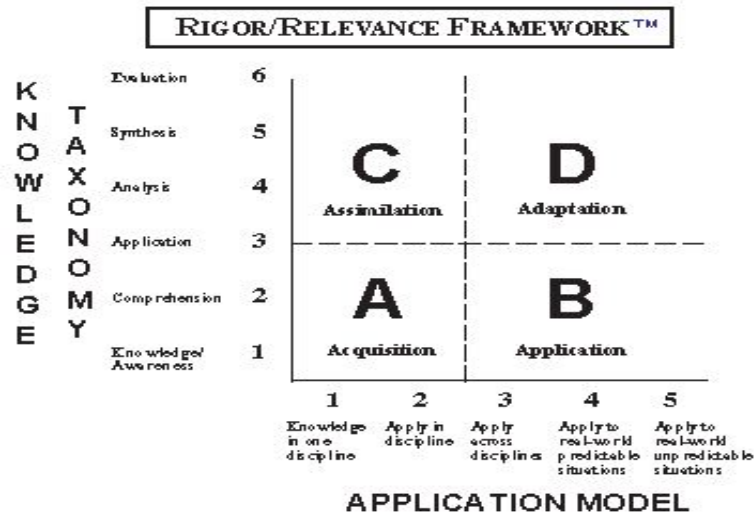 RIGOR/RELEVANCE FRAMEWORK™
KNOWLEDGE
TAXONOMY
Evaluation 6
Synthesis 5
Analysis 4
Application 3
Comprehension 2
Knowledge/
Awareness 1
C
Assimilation
D
Adaptation
A
Acquisition
B
Application
1 2 3 4 5
Knowledge
in one
discipline
Apply in
discipline
Apply
across
disciplines
Apply to
real-world
predictable
situations
Apply to
real-world
unpredictable
situations
APPLICATION MODEL